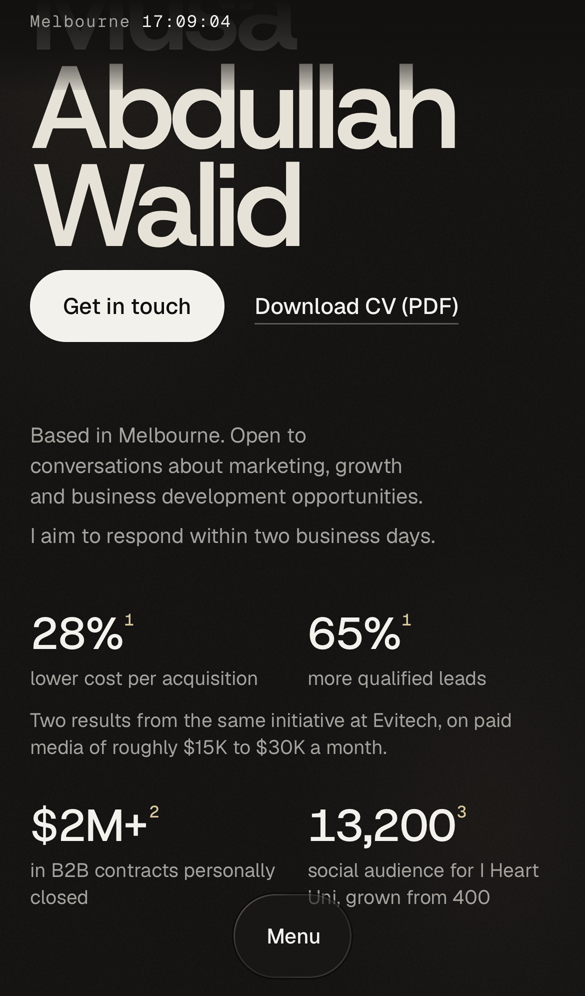 Melbourne 17:09:04
Musa
Abdullah
Walid
Get in touch
Download CV (PDF)
Based in Melbourne. Open to
conversations about marketing, growth
and business development opportunities.
I aim to respond within two business days.
28%1
lower cost per acquisition
65%1
more qualified leads
Two results from the same initiative at Evitech, on paid
media of roughly $15K to $30K a month.
$2M+2
in B2B contracts personally
closed
13,2003
social audience for I Heart
Uni, grown from 400
Menu